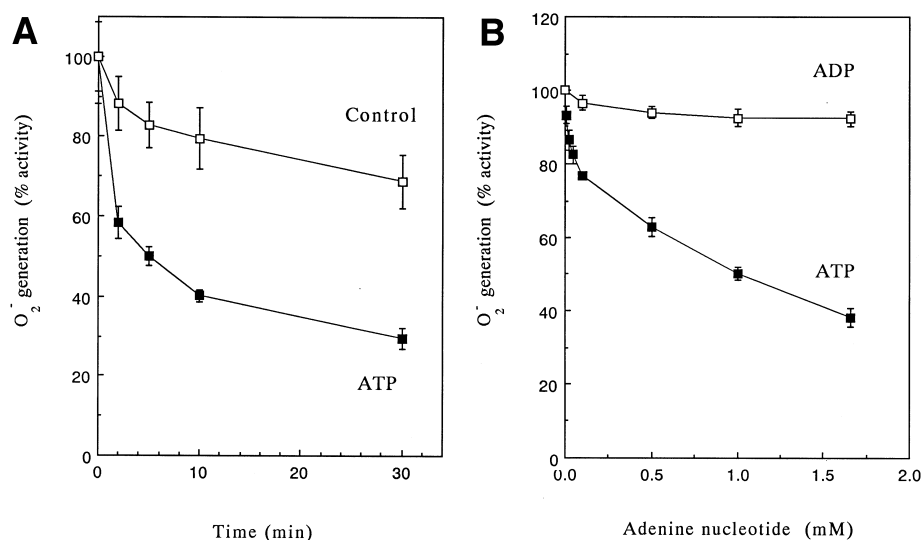 A
O2- generation (% activity)
100
80
60
40
20
0
Control
ATP
0
10
20
30
Time (min)
B
O2- generation (% activity)
120
100
80
60
40
20
0
ADP
ATP
0.0
0.5
1.0
1.5
2.0
Adenine nucleotide (mM)